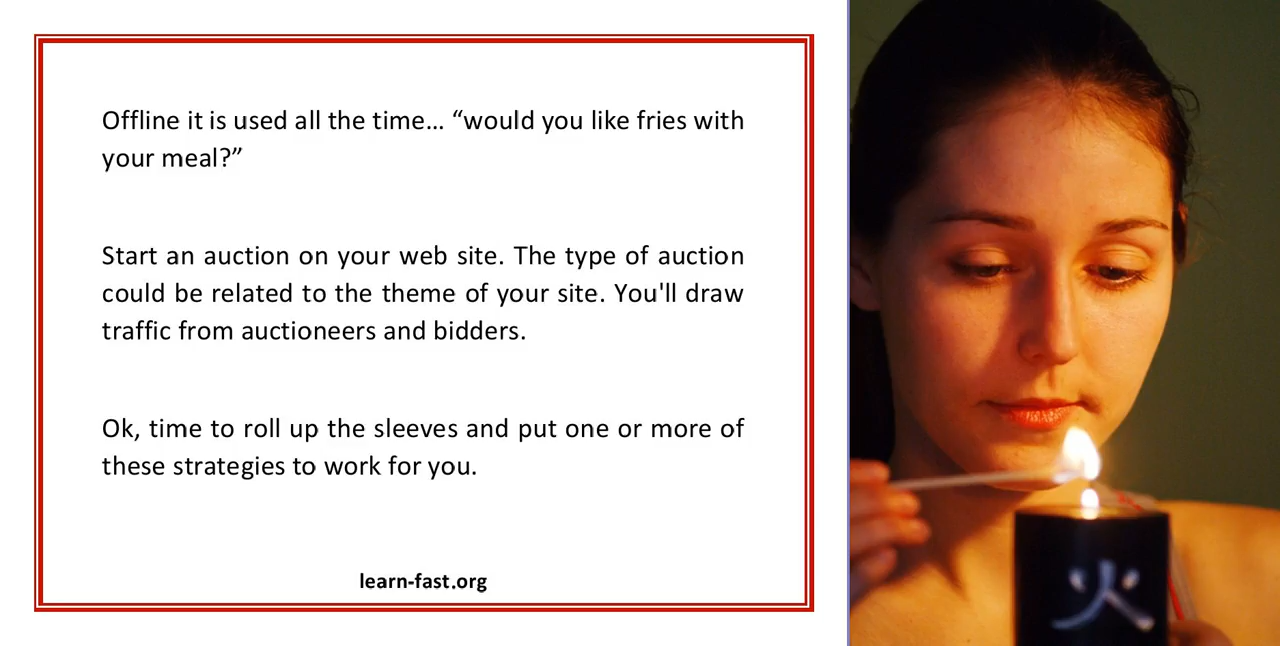 Offline it is used all the time… “would you like fries with
your meal?”
Start an auction on your web site. The type of auction
could be related to the theme of your site. You'll draw
traffic from auctioneers and bidders.
Ok, time to roll up the sleeves and put one or more of
these strategies to work for you.
learn-fast.org
火